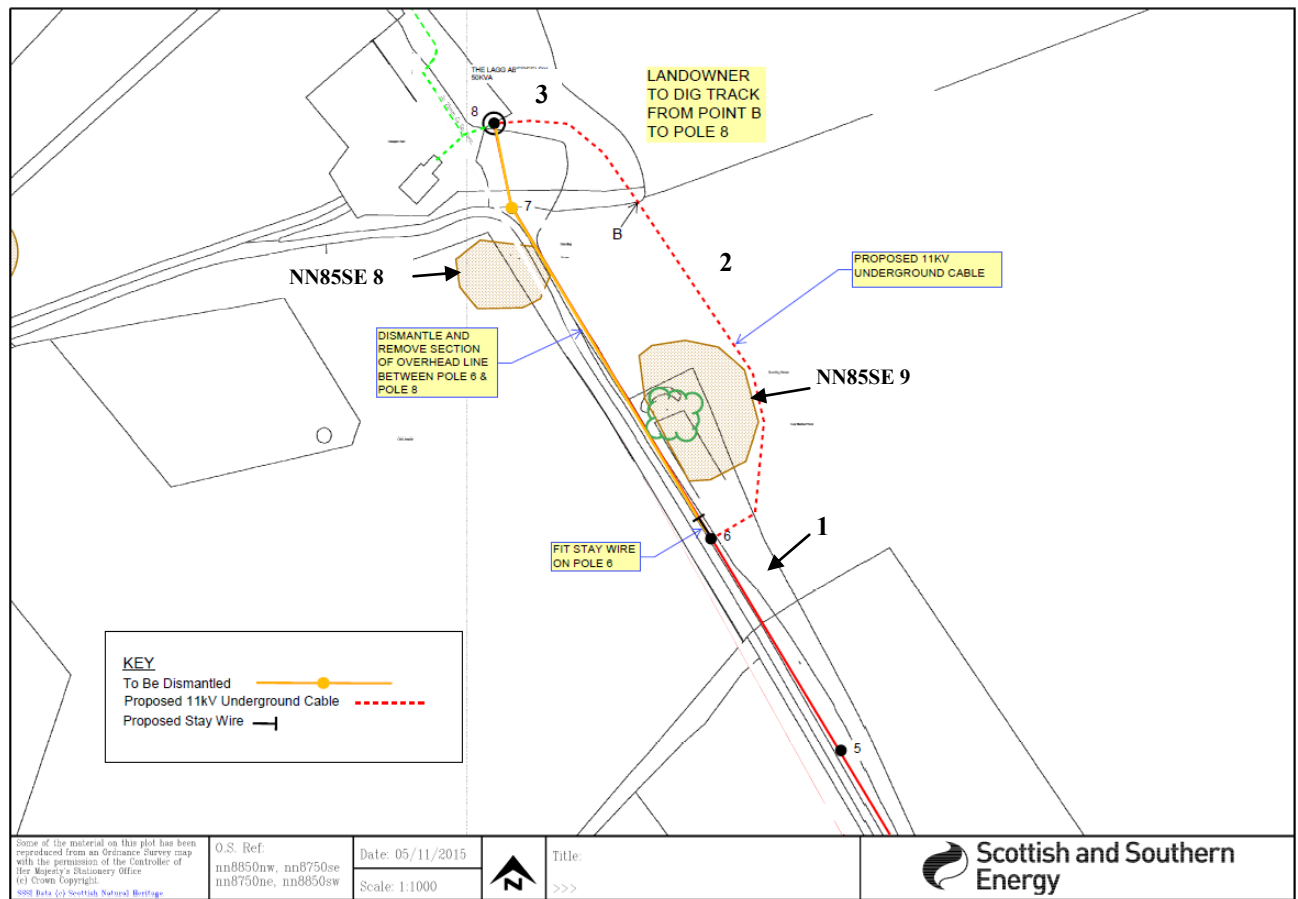 THE LAGG
50KVA
3
8
LANDOWNER
TO DIG TRACK
FROM POINT B
TO POLE 8
7
B
2
NN85SE 8
PROPOSED 11KV
UNDERGROUND CABLE
DISMANTLE AND
REMOVE SECTION
OF OVERHEAD LINE
BETWEEN POLE 6 &
POLE 8
NN85SE 9
1
6
FIT STAY WIRE
ON POLE 6
5
KEY
To Be Dismantled
Proposed 11kV Underground Cable
Proposed Stay Wire
Some of the material on this plot has been
reproduced from an Ordnance Survey map
with the permission of the Controller of
Her Majesty's Stationery Office
(c) Crown Copyright.
SSSI Data (c) Scottish Natural Heritage
O.S. Ref:
nn8850nw, nn8750se
nn8750ne, nn8850sw
Date: 05/11/2015
Scale: 1:1000
N
Title:
>>>
Scottish and Southern
Energy